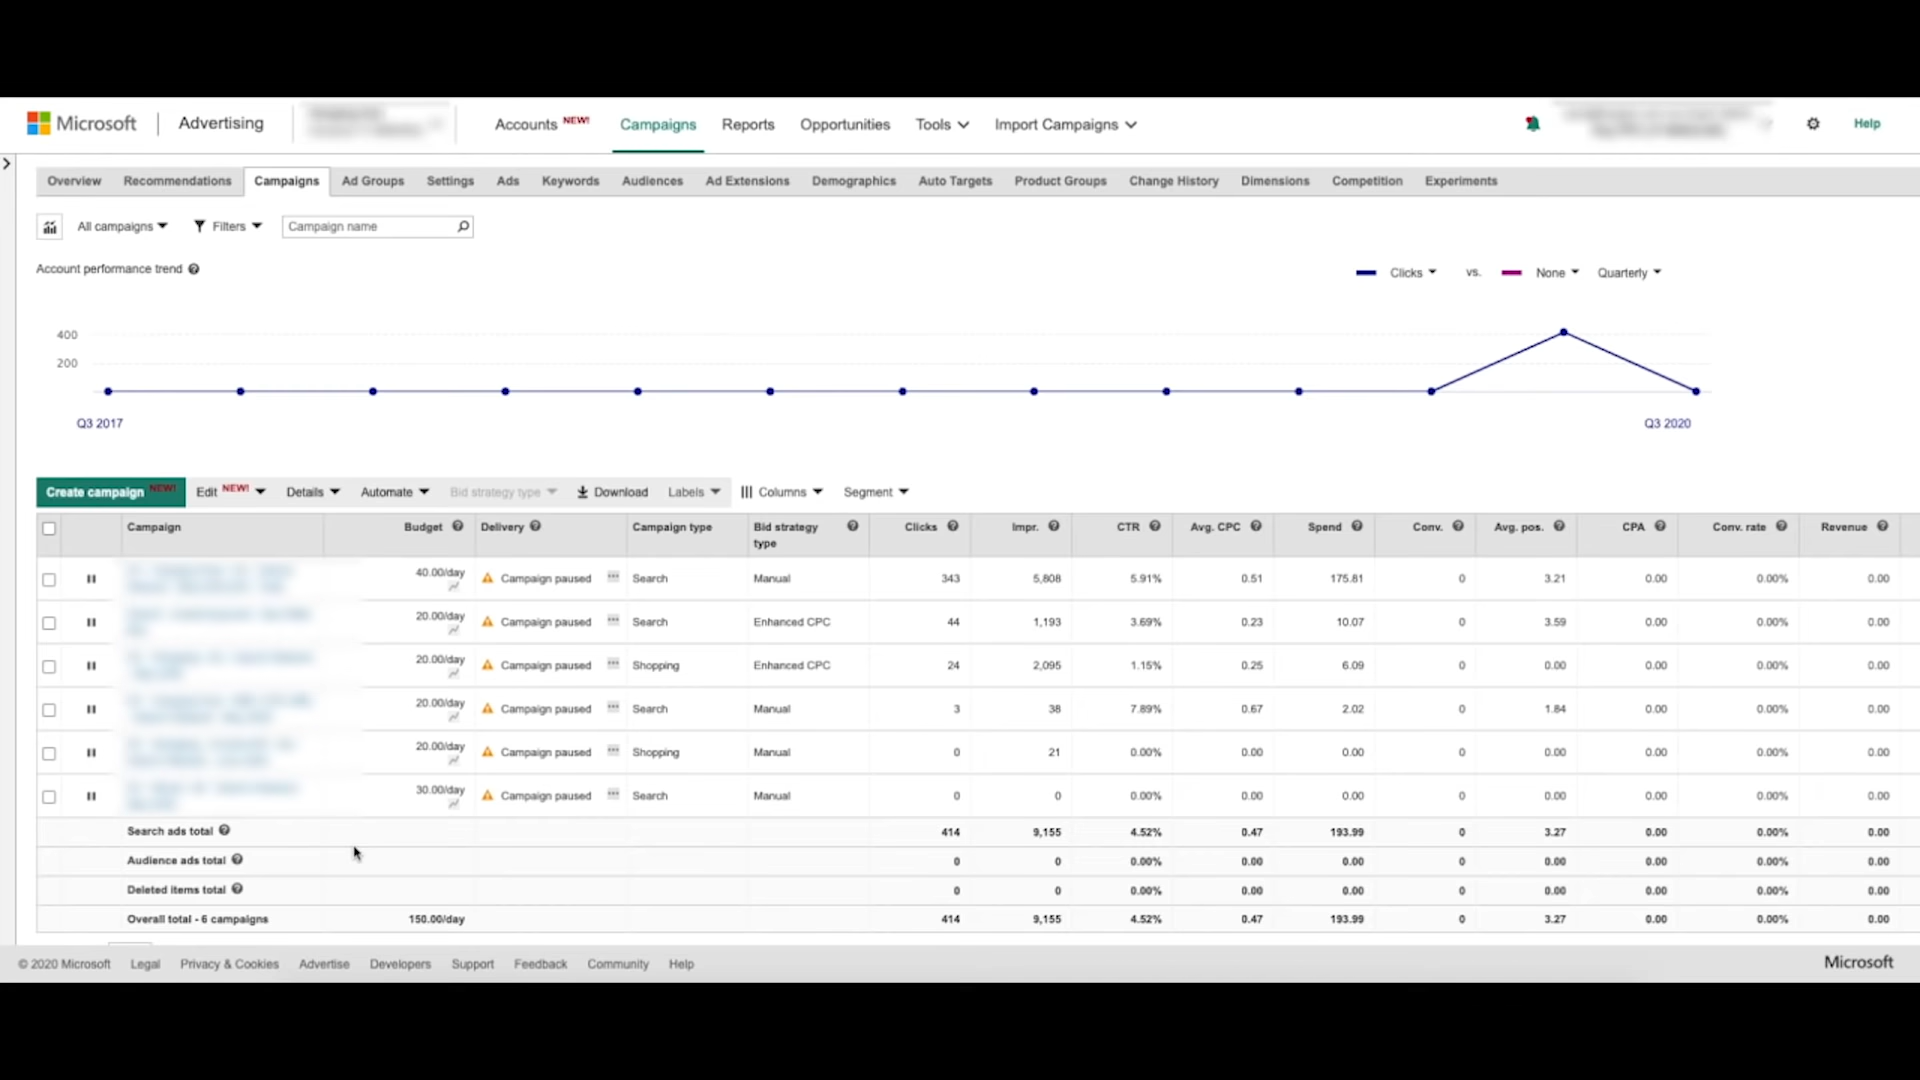 Microsoft | Advertising Accounts NEW! Campaigns Reports Opportunities Tools Import Campaigns Help
Overview Recommendations Campaigns Ad Groups Settings Ads Keywords Audiences Ad Extensions Demographics Auto Targets Product Groups Change History Dimensions Competition Experiments
All campaigns Filters Campaign name
Account performance trend
Clicks vs. None Quarterly
400
200
Q3 2017 Q3 2020
Create campaign NEW! Edit NEW! Details Automate Bid strategy type Download Labels Columns Segment
Campaign Budget Delivery Campaign type Bid strategy type Clicks Impr. CTR Avg. CPC Spend Conv. Avg. pos. CPA Conv. rate Revenue
40.00/day Campaign paused Search Manual 343 5,808 5.91% 0.51 175.81 0 3.21 0.00 0.00% 0.00
20.00/day Campaign paused Search Enhanced CPC 44 1,193 3.69% 0.23 10.07 0 3.59 0.00 0.00% 0.00
20.00/day Campaign paused Shopping Enhanced CPC 24 2,095 1.15% 0.25 6.09 0 0.00 0.00 0.00% 0.00
20.00/day Campaign paused Search Manual 3 38 7.89% 0.67 2.02 0 1.84 0.00 0.00% 0.00
20.00/day Campaign paused Shopping Manual 0 21 0.00% 0.00 0.00 0 0.00 0.00 0.00% 0.00
30.00/day Campaign paused Search Manual 0 0 0.00% 0.00 0.00 0 0.00 0.00 0.00% 0.00
Search ads total 414 9,155 4.52% 0.47 193.99 0 3.27 0.00 0.00% 0.00
Audience ads total 0 0 0.00% 0.00 0.00 0 0.00 0.00 0.00% 0.00
Deleted items total 0 0 0.00% 0.00 0.00 0 0.00 0.00 0.00% 0.00
Overall total - 6 campaigns 150.00/day 414 9,155 4.52% 0.47 193.99 0 3.27 0.00 0.00% 0.00
© 2020 Microsoft Legal Privacy & Cookies Advertise Developers Support Feedback Community Help Microsoft